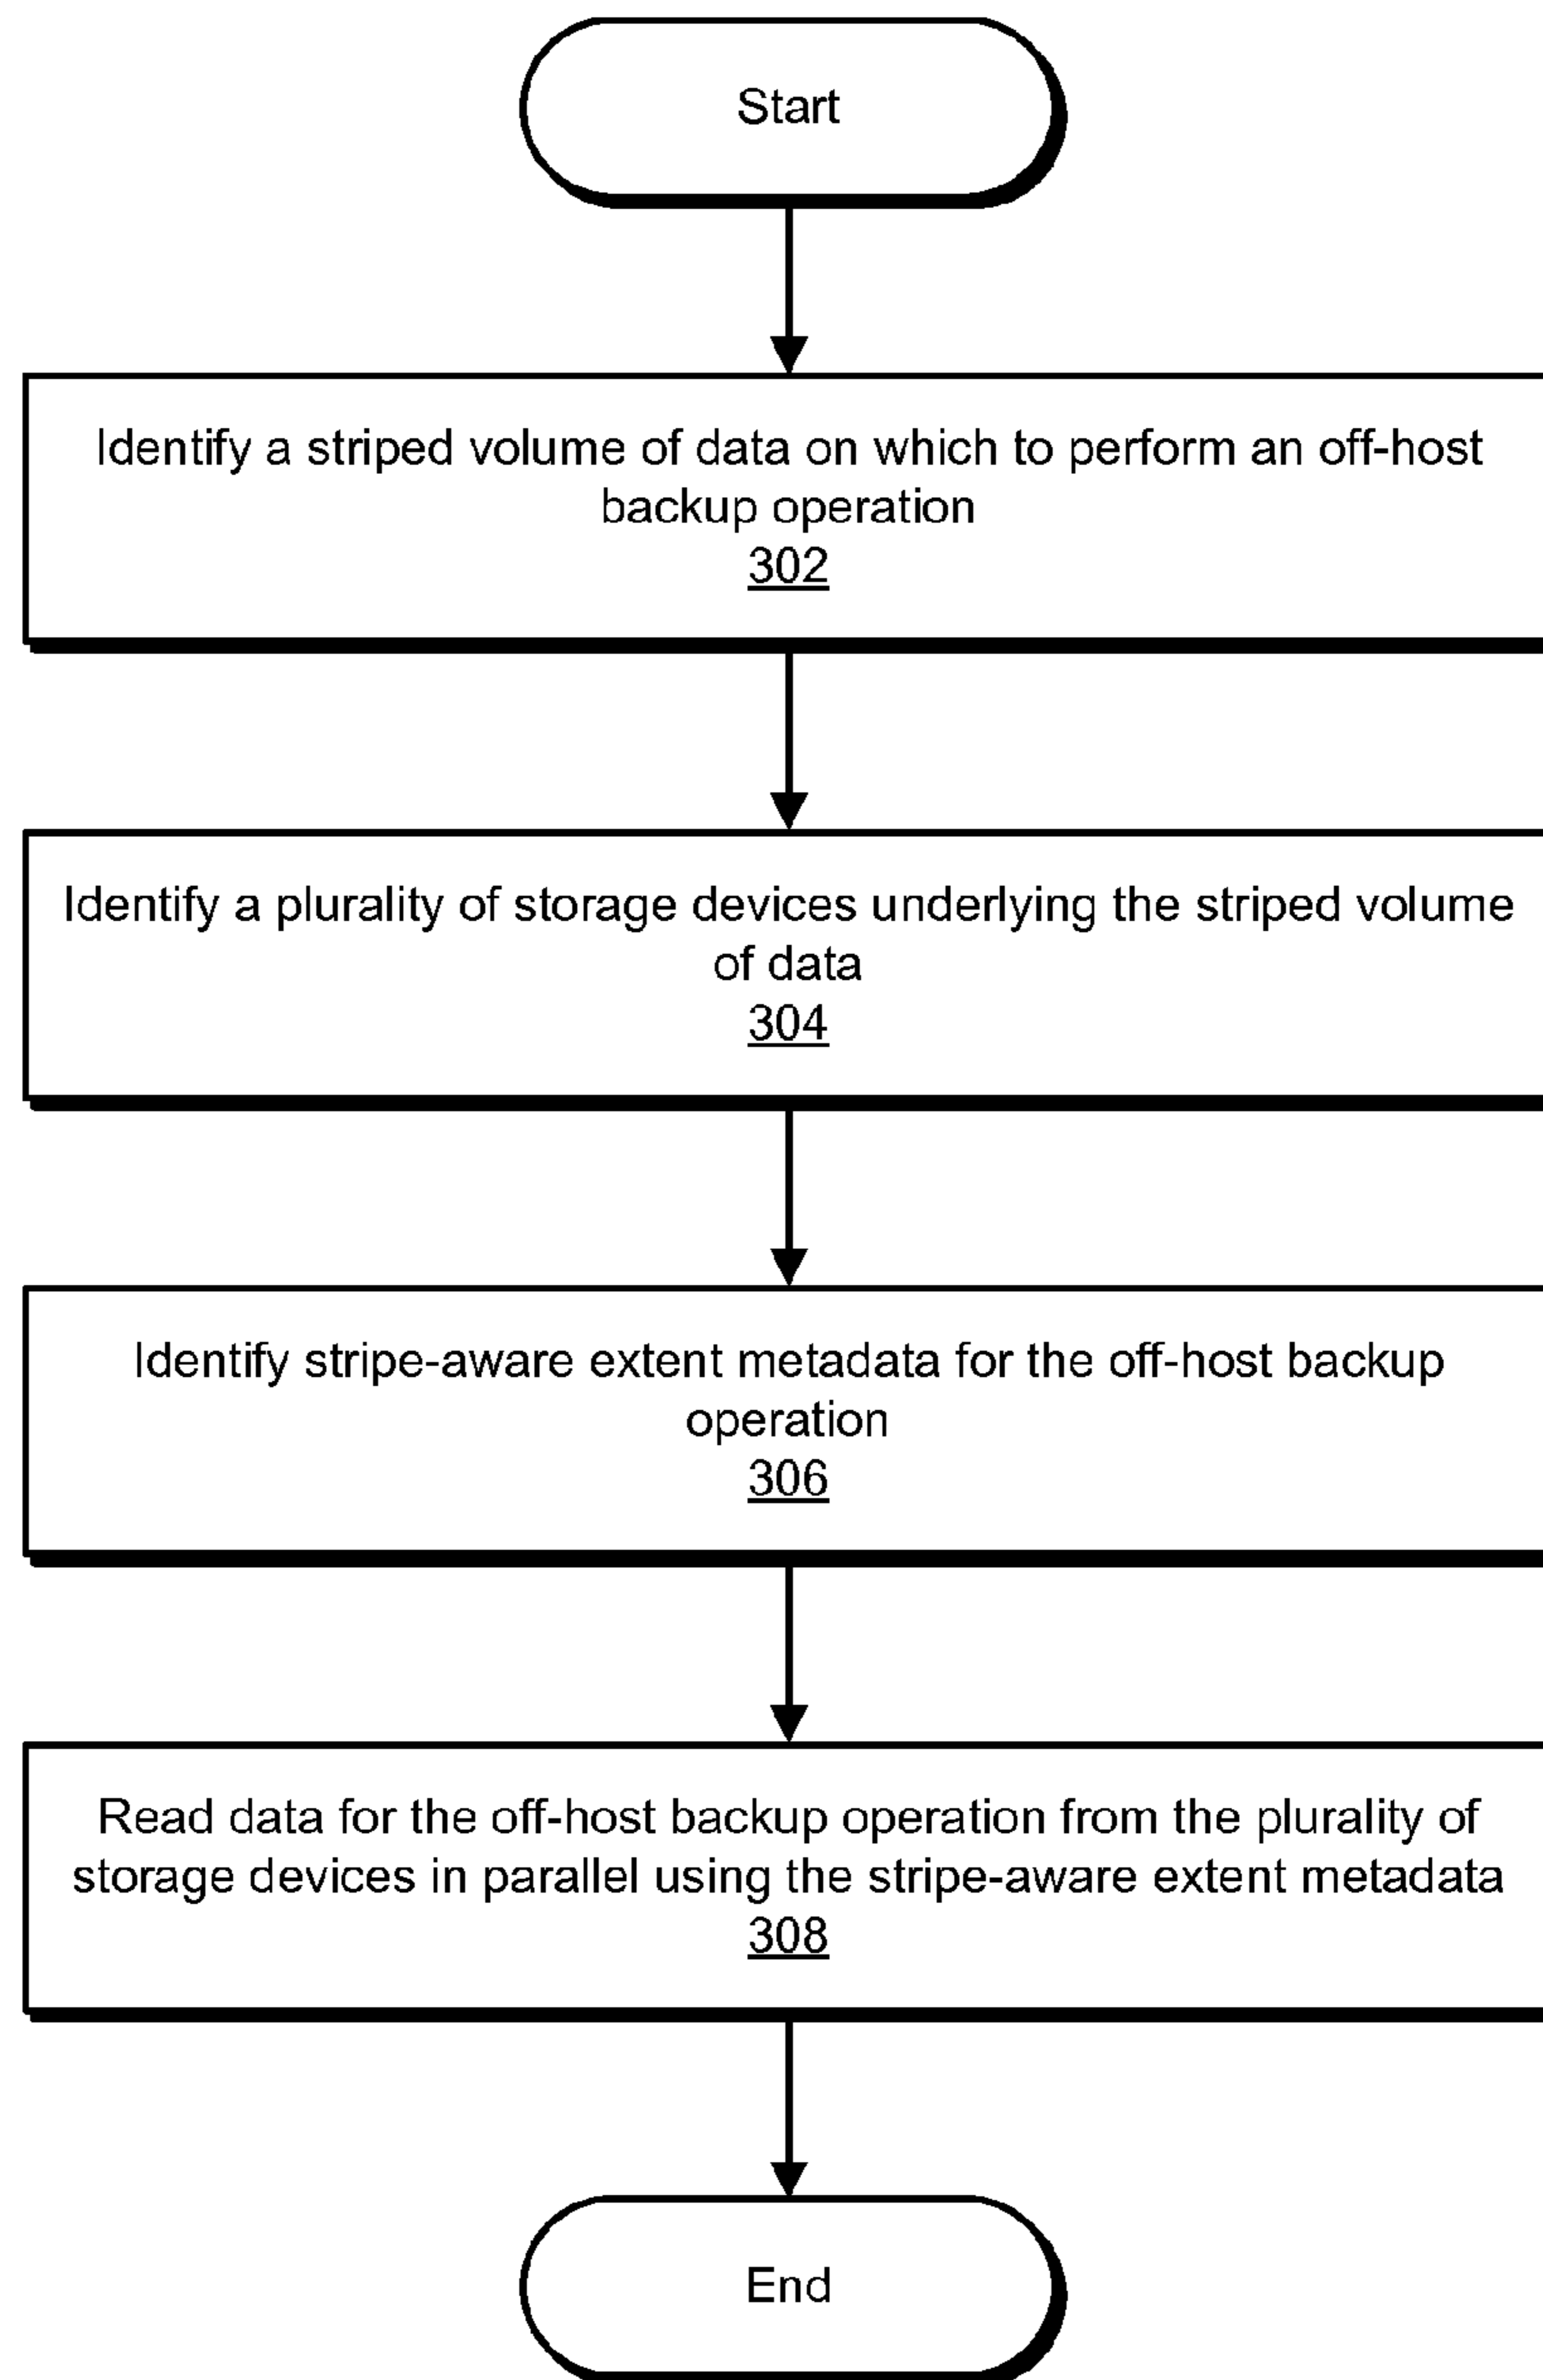 Start
Identify a striped volume of data on which to perform an off-host
backup operation
302
Identify a plurality of storage devices underlying the striped volume
of data
304
Identify stripe-aware extent metadata for the off-host backup
operation
306
Read data for the off-host backup operation from the plurality of
storage devices in parallel using the stripe-aware extent metadata
308
End